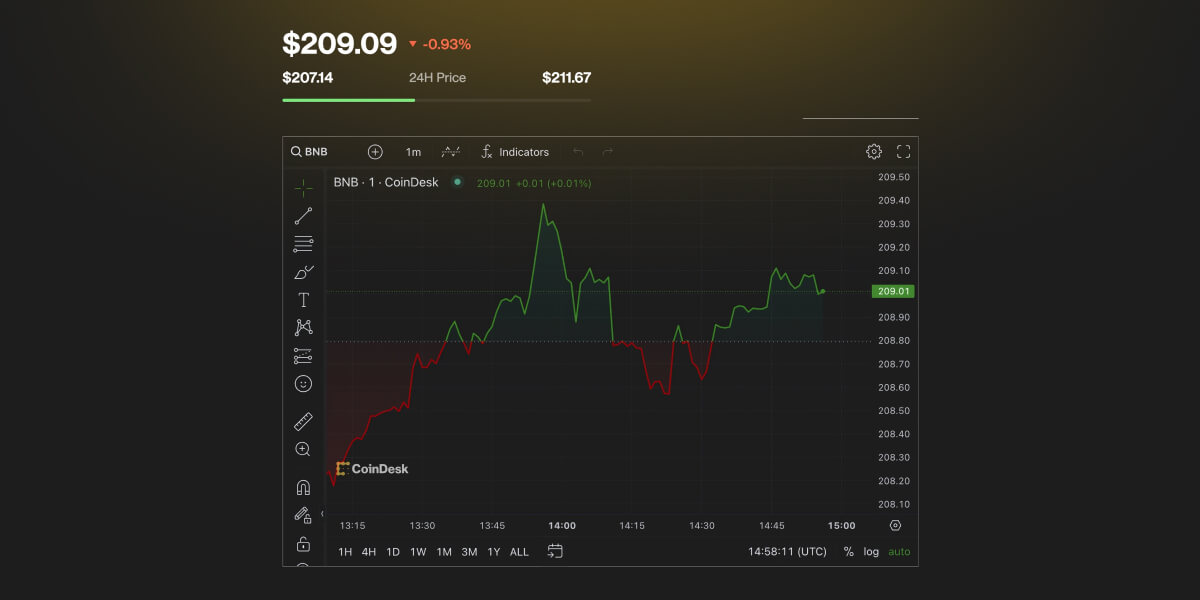 $209.09 ▼ -0.93%
$207.14 24H Price $211.67
BNB 1m Indicators
BNB · 1 · CoinDesk 209.01 +0.01 (+0.01%)
209.50
209.40
209.30
209.20
209.10
209.01
208.90
208.80
208.70
208.60
208.50
208.40
208.30
208.20
208.10
CoinDesk
13:15 13:30 13:45 14:00 14:15 14:30 14:45 15:00
1H 4H 1D 1W 1M 3M 1Y ALL 14:58:11 (UTC) % log auto